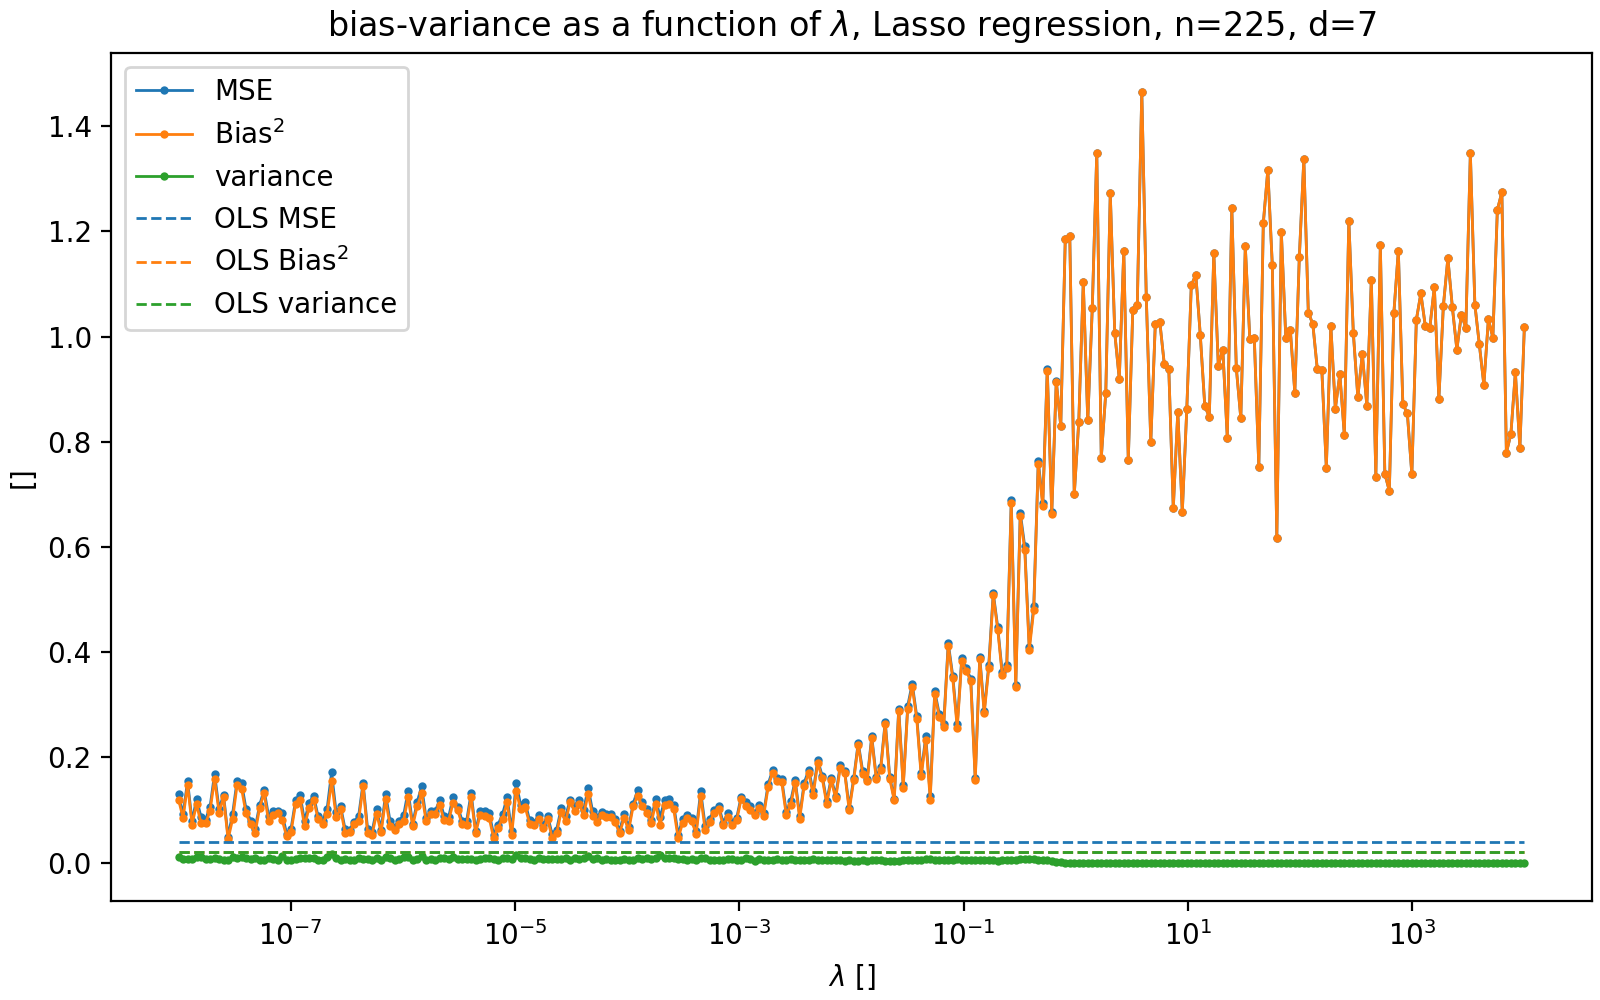 bias-variance as a function of λ, Lasso regression, n=225, d=7
MSE
Bias²
variance
OLS MSE
OLS Bias²
OLS variance
[]
1.4
1.2
1.0
0.8
0.6
0.4
0.2
0.0
10⁻⁷
10⁻⁵
10⁻³
10⁻¹
10¹
10³
λ []